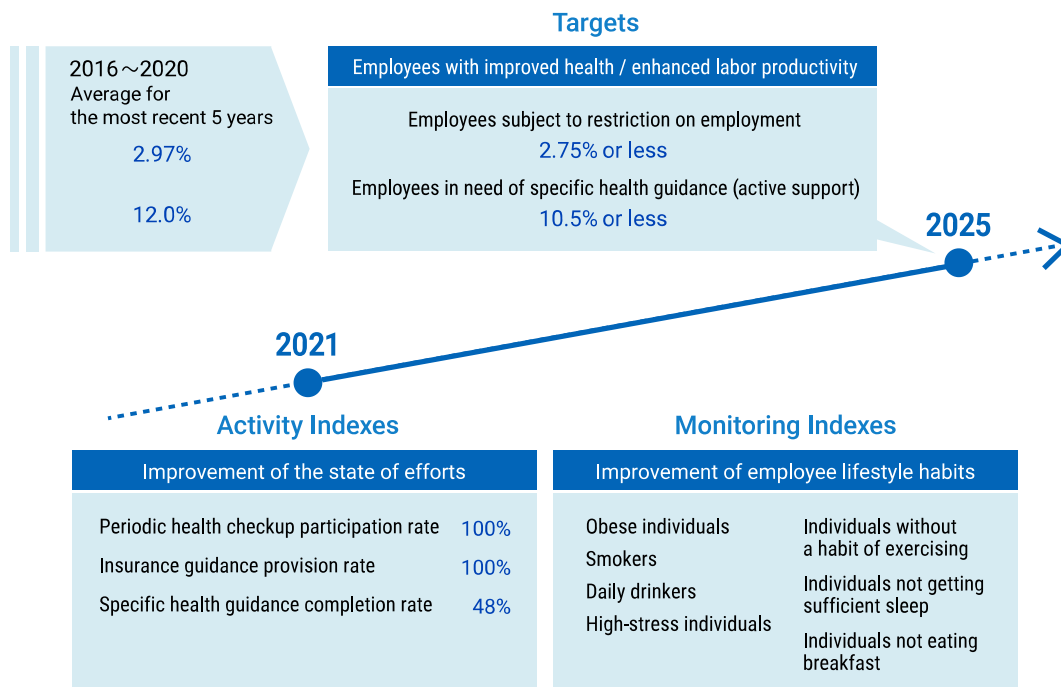 Targets
2016～2020
Average for
the most recent 5 years
2.97%
12.0%
Employees with improved health / enhanced labor productivity
Employees subject to restriction on employment
2.75% or less
Employees in need of specific health guidance (active support)
10.5% or less
2025
2021
Activity Indexes
Improvement of the state of efforts
Periodic health checkup participation rate 100%
Insurance guidance provision rate 100%
Specific health guidance completion rate 48%
Monitoring Indexes
Improvement of employee lifestyle habits
Obese individuals
Smokers
Daily drinkers
High-stress individuals
Individuals without
a habit of exercising
Individuals not getting
sufficient sleep
Individuals not eating
breakfast